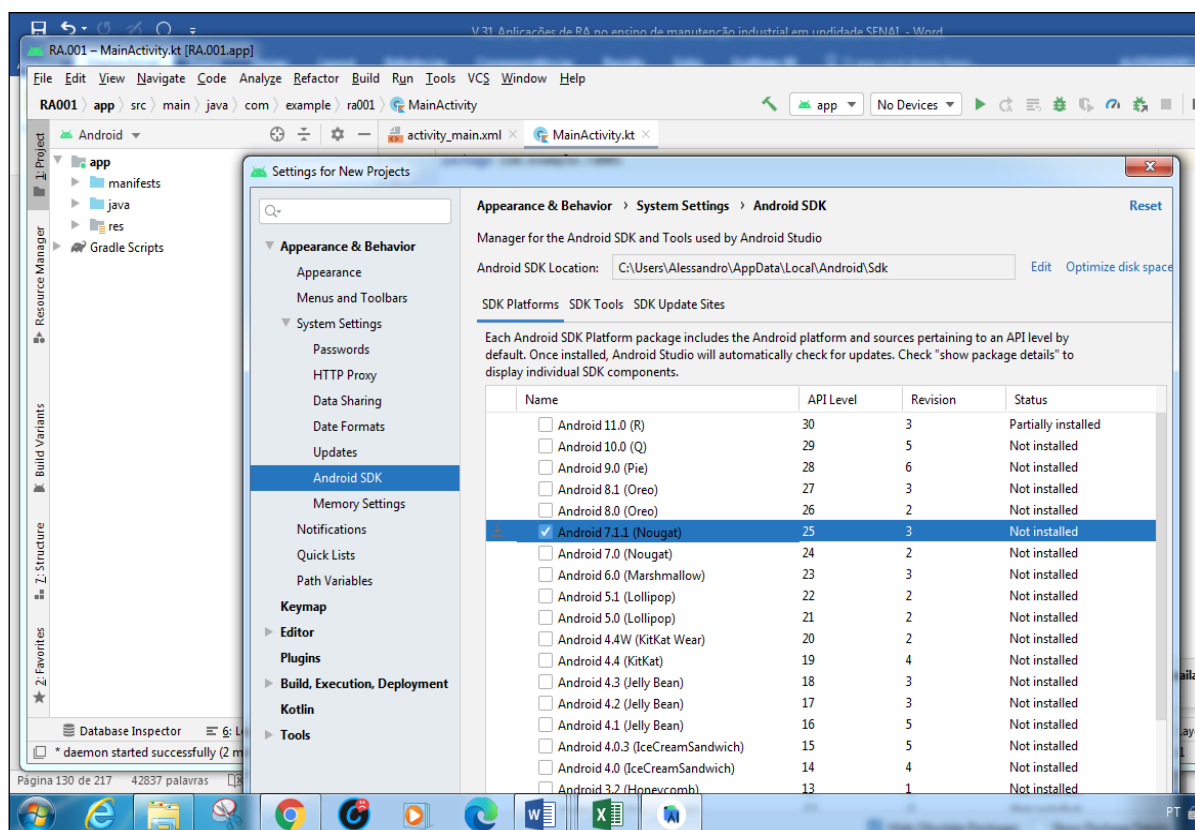 V 31 Aplicações de RA no ensino de manutenção industrial em undidade SENAI - Word
RA.001 – MainActivity.kt [RA.001.app]
File Edit View Navigate Code Analyze Refactor Build Run Tools VCS Window Help
RA001 app src main java com example ra001 MainActivity app No Devices
1: Project Android activity_main.xml MainActivity.kt
app
manifests
java
res
Gradle Scripts
Resource Manager
Build Variants
Z: Structure
2: Favorites
Settings for New Projects
Appearance & Behavior
Appearance
Menus and Toolbars
System Settings
Passwords
HTTP Proxy
Data Sharing
Date Formats
Updates
Android SDK
Memory Settings
Notifications
Quick Lists
Path Variables
Keymap
Editor
Plugins
Build, Execution, Deployment
Kotlin
Tools
Appearance & Behavior > System Settings > Android SDK Reset
Manager for the Android SDK and Tools used by Android Studio
Android SDK Location: C:\Users\Alessandro\AppData\Local\Android\Sdk Edit Optimize disk space
SDK Platforms SDK Tools SDK Update Sites
Each Android SDK Platform package includes the Android platform and sources pertaining to an API level by
default. Once installed, Android Studio will automatically check for updates. Check "show package details" to
display individual SDK components.
Name API Level Revision Status
Android 11.0 (R) 30 3 Partially installed
Android 10.0 (Q) 29 5 Not installed
Android 9.0 (Pie) 28 6 Not installed
Android 8.1 (Oreo) 27 3 Not installed
Android 8.0 (Oreo) 26 2 Not installed
Android 7.1.1 (Nougat) 25 3 Not installed
Android 7.0 (Nougat) 24 2 Not installed
Android 6.0 (Marshmallow) 23 3 Not installed
Android 5.1 (Lollipop) 22 2 Not installed
Android 5.0 (Lollipop) 21 2 Not installed
Android 4.4W (KitKat Wear) 20 2 Not installed
Android 4.4 (KitKat) 19 4 Not installed
Android 4.3 (Jelly Bean) 18 3 Not installed
Android 4.2 (Jelly Bean) 17 3 Not installed
Android 4.1 (Jelly Bean) 16 5 Not installed
Android 4.0.3 (IceCreamSandwich) 15 5 Not installed
Android 4.0 (IceCreamSandwich) 14 4 Not installed
Android 3.2 (Honeycomb) 13 1 Not installed
Database Inspector 6: L
* daemon started successfully (2 m
Página 130 de 217 42837 palavras
PT